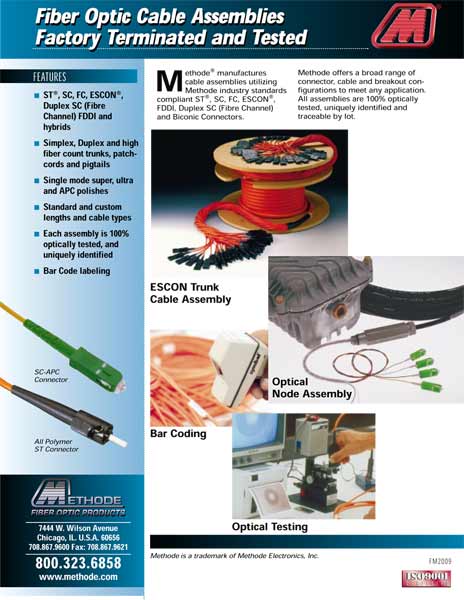 Fiber Optic Cable Assemblies
Factory Terminated and Tested
M
FEATURES
■ ST®, SC, FC, ESCON®,
Duplex SC (Fibre
Channel) FDDI and
hybrids
■ Simplex, Duplex and high
fiber count trunks, patch-
cords and pigtails
■ Single mode super, ultra
and APC polishes
■ Standard and custom
lengths and cable types
■ Each assembly is 100%
optically tested, and
uniquely identified
■ Bar Code labeling
Methode® manufactures
cable assemblies utilizing
Methode industry standards
compliant ST®, SC, FC, ESCON®,
FDDI, Duplex SC (Fibre Channel)
and Biconic Connectors.
Methode offers a broad range of
connector, cable and breakout con-
figurations to meet any application.
All assemblies are 100% optically
tested, uniquely identified and
traceable by lot.
ESCON Trunk
Cable Assembly
Optical
Node Assembly
Bar Coding
Optical Testing
SC-APC
Connector
All Polymer
ST Connector
METHODE
FIBER OPTIC PRODUCTS
7444 W. Wilson Avenue
Chicago, IL U.S.A. 60656
708.867.9600 Fax: 708.867.9621
800.323.6858
www.methode.com
Methode is a trademark of Methode Electronics, Inc.
FM2009
ISO9001